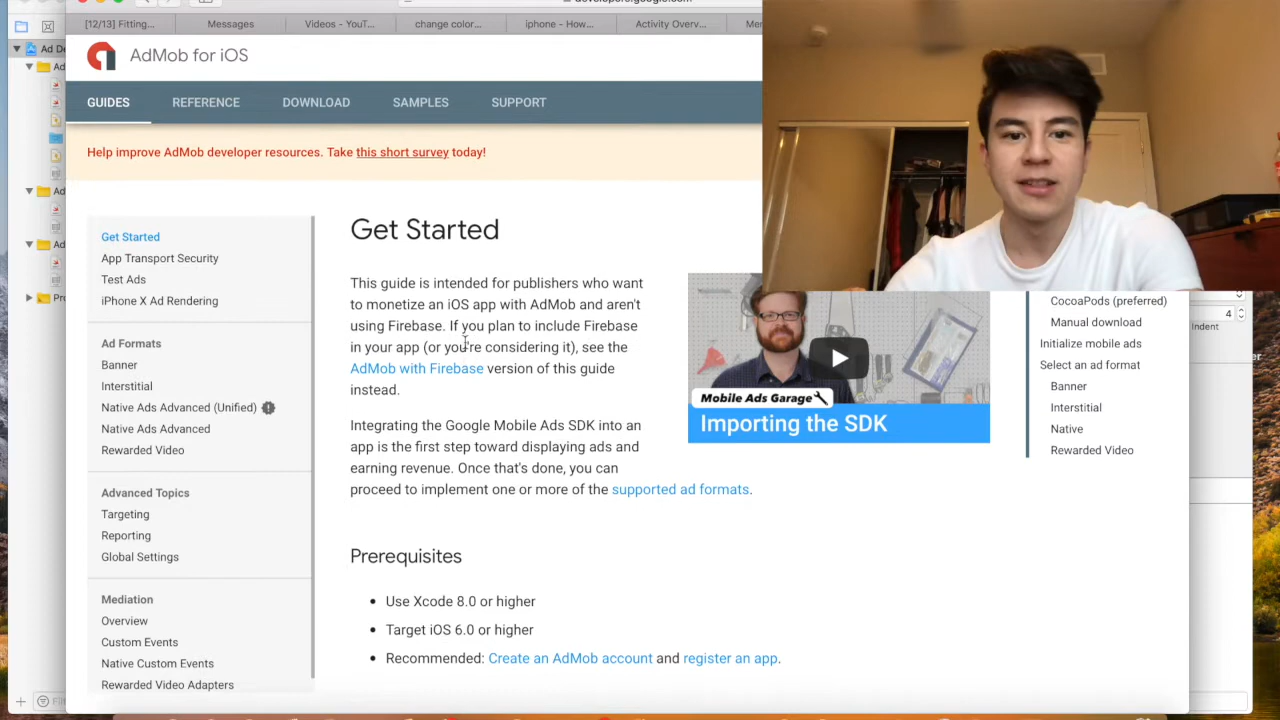 developers.google.com
[12/13] Fitting...
Messages
Videos - YouT...
change color...
iphone - How...
Activity Overv...
AdMob for iOS
GUIDES
REFERENCE
DOWNLOAD
SAMPLES
SUPPORT
Help improve AdMob developer resources. Take this short survey today!
Get Started
App Transport Security
Test Ads
iPhone X Ad Rendering
Ad Formats
Banner
Interstitial
Native Ads Advanced (Unified)
Native Ads Advanced
Rewarded Video
Advanced Topics
Targeting
Reporting
Global Settings
Mediation
Overview
Custom Events
Native Custom Events
Rewarded Video Adapters
Get Started
This guide is intended for publishers who want
to monetize an iOS app with AdMob and aren't
using Firebase. If you plan to include Firebase
in your app (or you're considering it), see the
AdMob with Firebase version of this guide
instead.
Integrating the Google Mobile Ads SDK into an
app is the first step toward displaying ads and
earning revenue. Once that's done, you can
proceed to implement one or more of the supported ad formats.
Prerequisites
• Use Xcode 8.0 or higher
• Target iOS 6.0 or higher
• Recommended: Create an AdMob account and register an app.
Mobile Ads Garage
Importing the SDK
CocoaPods (preferred)
Manual download
Initialize mobile ads
Select an ad format
Banner
Interstitial
Native
Rewarded Video
4
Indent